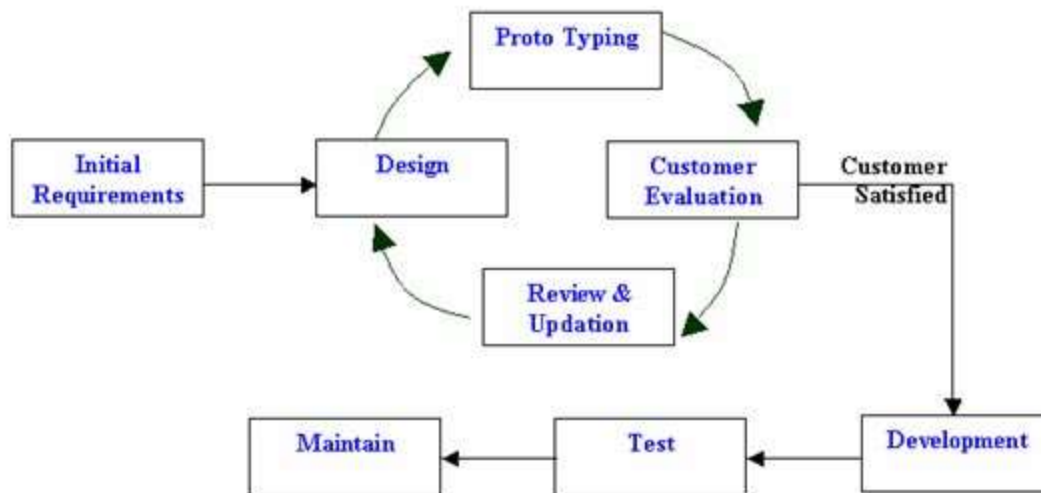 Proto Typing
Initial
Requirements
Design
Customer
Evaluation
Customer
Satisfied
Review &
Updation
Maintain
Test
Development